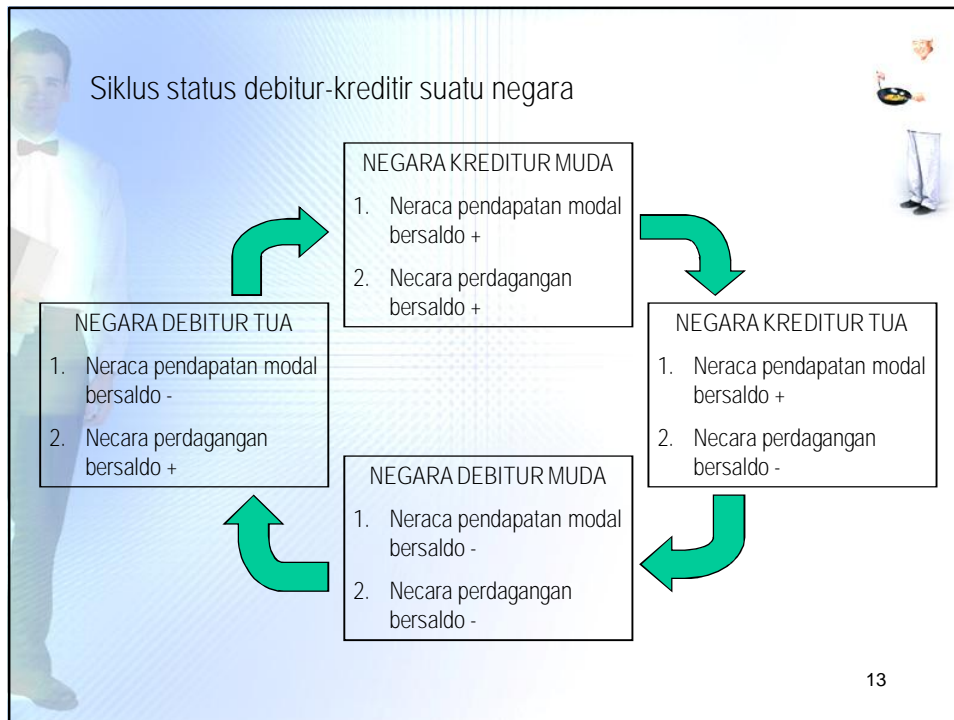 Siklus status debitur-kreditir suatu negara
NEGARA KREDITUR MUDA
1. Neraca pendapatan modal
bersaldo +
2. Necara perdagangan
bersaldo +
NEGARA DEBITUR TUA
1. Neraca pendapatan modal
bersaldo -
2. Necara perdagangan
bersaldo +
NEGARA KREDITUR TUA
1. Neraca pendapatan modal
bersaldo +
2. Necara perdagangan
bersaldo -
NEGARA DEBITUR MUDA
1. Neraca pendapatan modal
bersaldo -
2. Necara perdagangan
bersaldo -
13